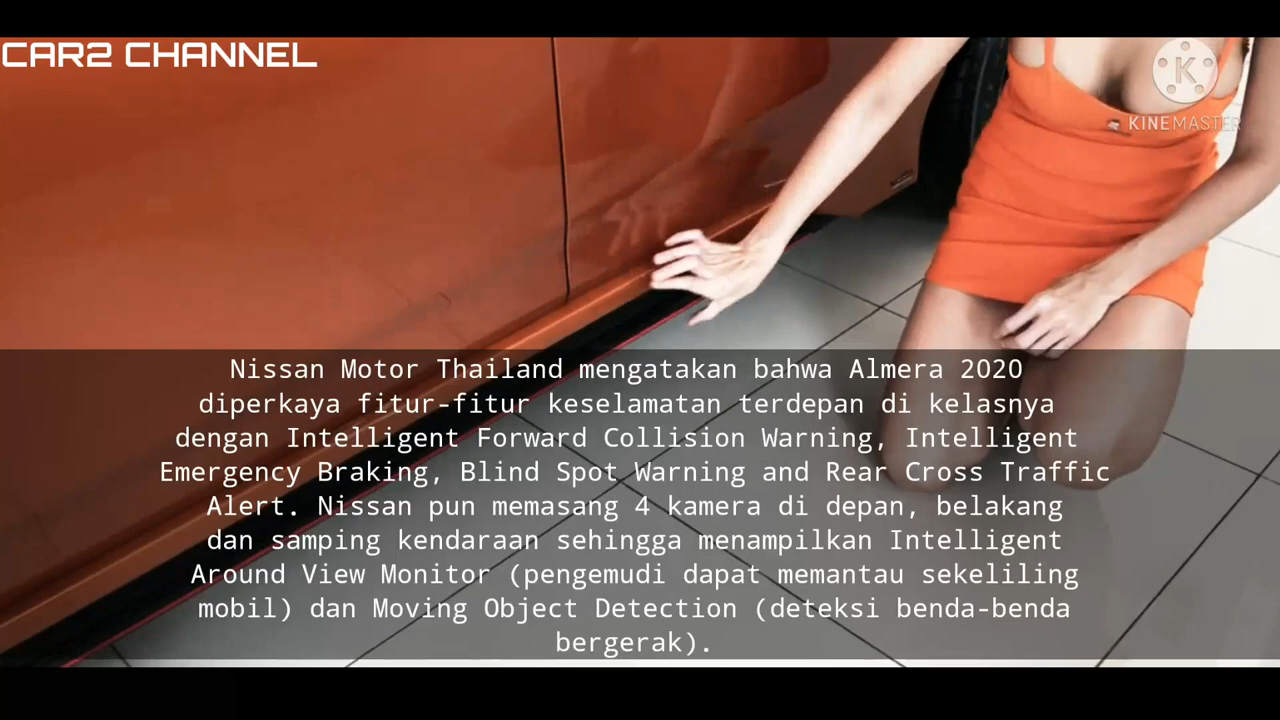 CAR2 CHANNEL
K
KINEMASTER
Nissan Motor Thailand mengatakan bahwa Almera 2020
diperkaya fitur-fitur keselamatan terdepan di kelasnya
dengan Intelligent Forward Collision Warning, Intelligent
Emergency Braking, Blind Spot Warning and Rear Cross Traffic
Alert. Nissan pun memasang 4 kamera di depan, belakang
dan samping kendaraan sehingga menampilkan Intelligent
Around View Monitor (pengemudi dapat memantau sekeliling
mobil) dan Moving Object Detection (deteksi benda-benda
bergerak).